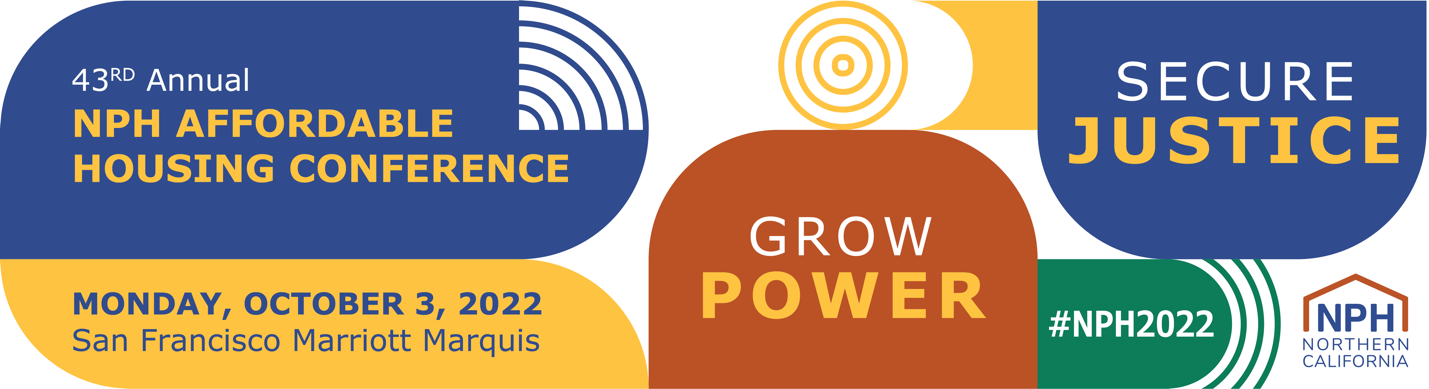 43RD Annual
NPH AFFORDABLE
HOUSING CONFERENCE
MONDAY, OCTOBER 3, 2022
San Francisco Marriott Marquis
GROW
POWER
SECURE
JUSTICE
#NPH2022
NPH
NORTHERN
CALIFORNIA